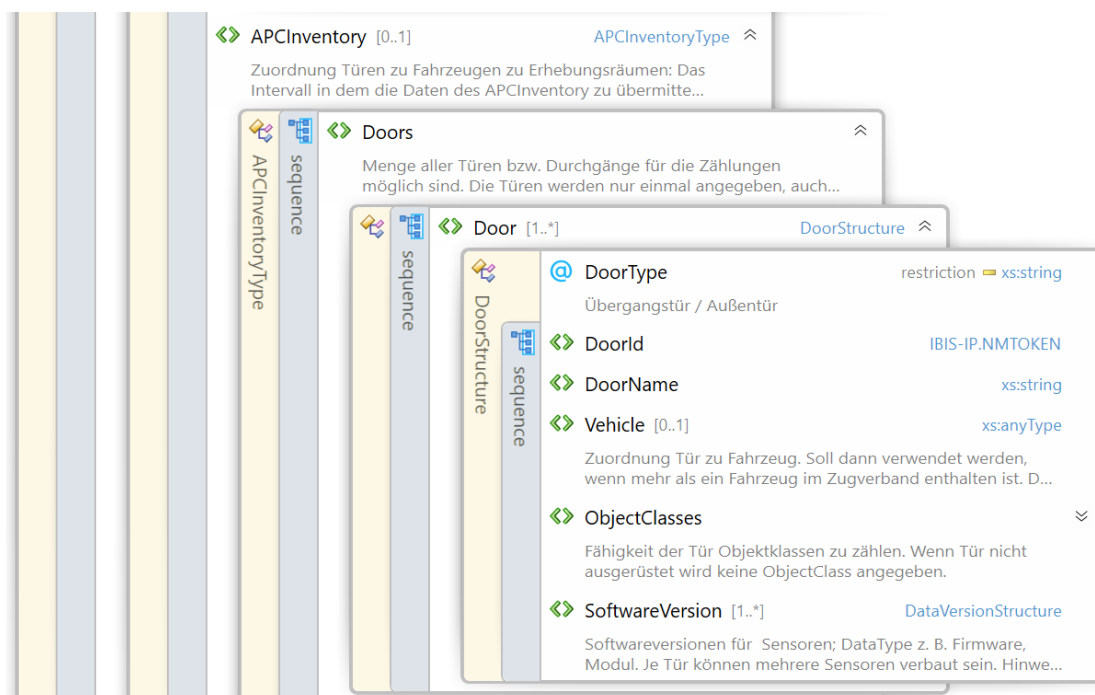 APCInventory [0..1] APCInventoryType
Zuordnung Türen zu Fahrzeugen zu Erhebungsräumen: Das
Intervall in dem die Daten des APCInventory zu übermitte...
APCInventoryType
sequence
Doors
Menge aller Türen bzw. Durchgänge für die Zählungen
möglich sind. Die Türen werden nur einmal angegeben, auch...
sequence
Door [1..*] DoorStructure
DoorStructure
@ DoorType restriction xs:string
Übergangstür / Außentür
sequence
DoorId IBIS-IP.NMTOKEN
DoorName xs:string
Vehicle [0..1] xs:anyType
Zuordnung Tür zu Fahrzeug. Soll dann verwendet werden,
wenn mehr als ein Fahrzeug im Zugverband enthalten ist. D...
ObjectClasses
Fähigkeit der Tür Objektklassen zu zählen. Wenn Tür nicht
ausgerüstet wird keine ObjectClass angegeben.
SoftwareVersion [1..*] DataVersionStructure
Softwareversionen für Sensoren; DataType z. B. Firmware,
Modul. Je Tür können mehrere Sensoren verbaut sein. Hinwe...